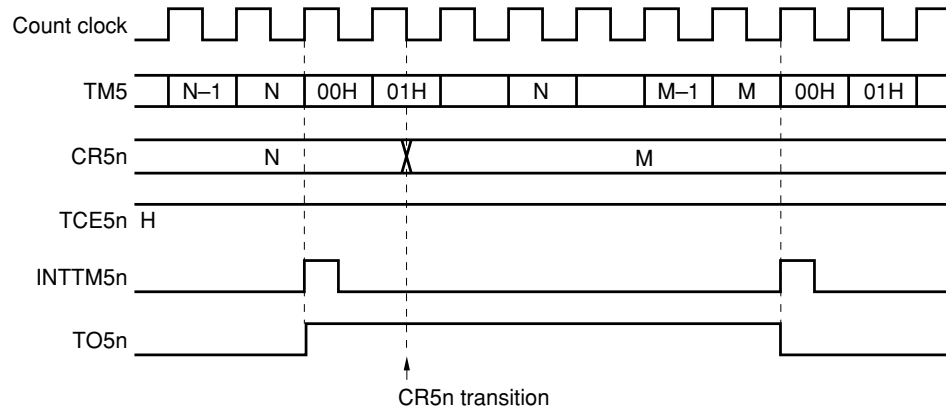 Count clock
TM5 N–1 N 00H 01H N M–1 M 00H 01H
CR5n N M
TCE5n H
INTTM5n
TO5n
CR5n transition